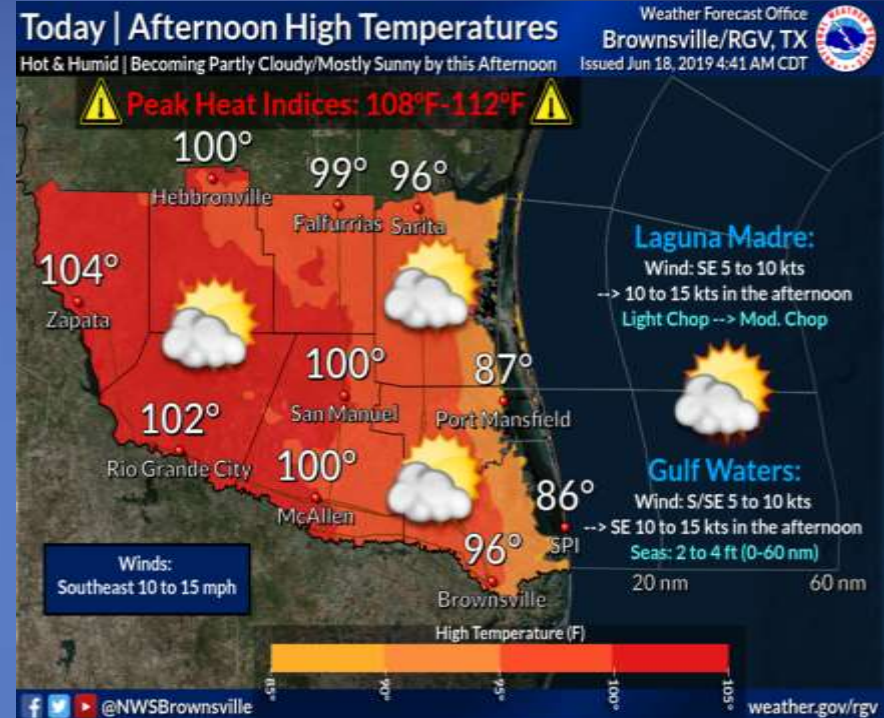 Today | Afternoon High Temperatures
Hot & Humid | Becoming Partly Cloudy/Mostly Sunny by this Afternoon
Weather Forecast Office
Brownsville/RGV, TX
Issued Jun 18, 2019 4:41 AM CDT
Peak Heat Indices: 108°F-112°F
100°
Hebbronville
99°
Falfurrias
96°
Sarita
104°
Zapata
100°
San Manuel
87°
Port Mansfield
102°
Rio Grande City
100°
McAllen
86°
SPI
96°
Brownsville
Laguna Madre:
Wind: SE 5 to 10 kts
--> 10 to 15 kts in the afternoon
Light Chop --> Mod. Chop
Gulf Waters:
Wind: S/SE 5 to 10 kts
--> SE 10 to 15 kts in the afternoon
Seas: 2 to 4 ft (0-60 nm)
20 nm
60 nm
Winds:
Southeast 10 to 15 mph
High Temperature (F)
85°
90°
95°
100°
105°
@NWSBrownsville
weather.gov/rgv